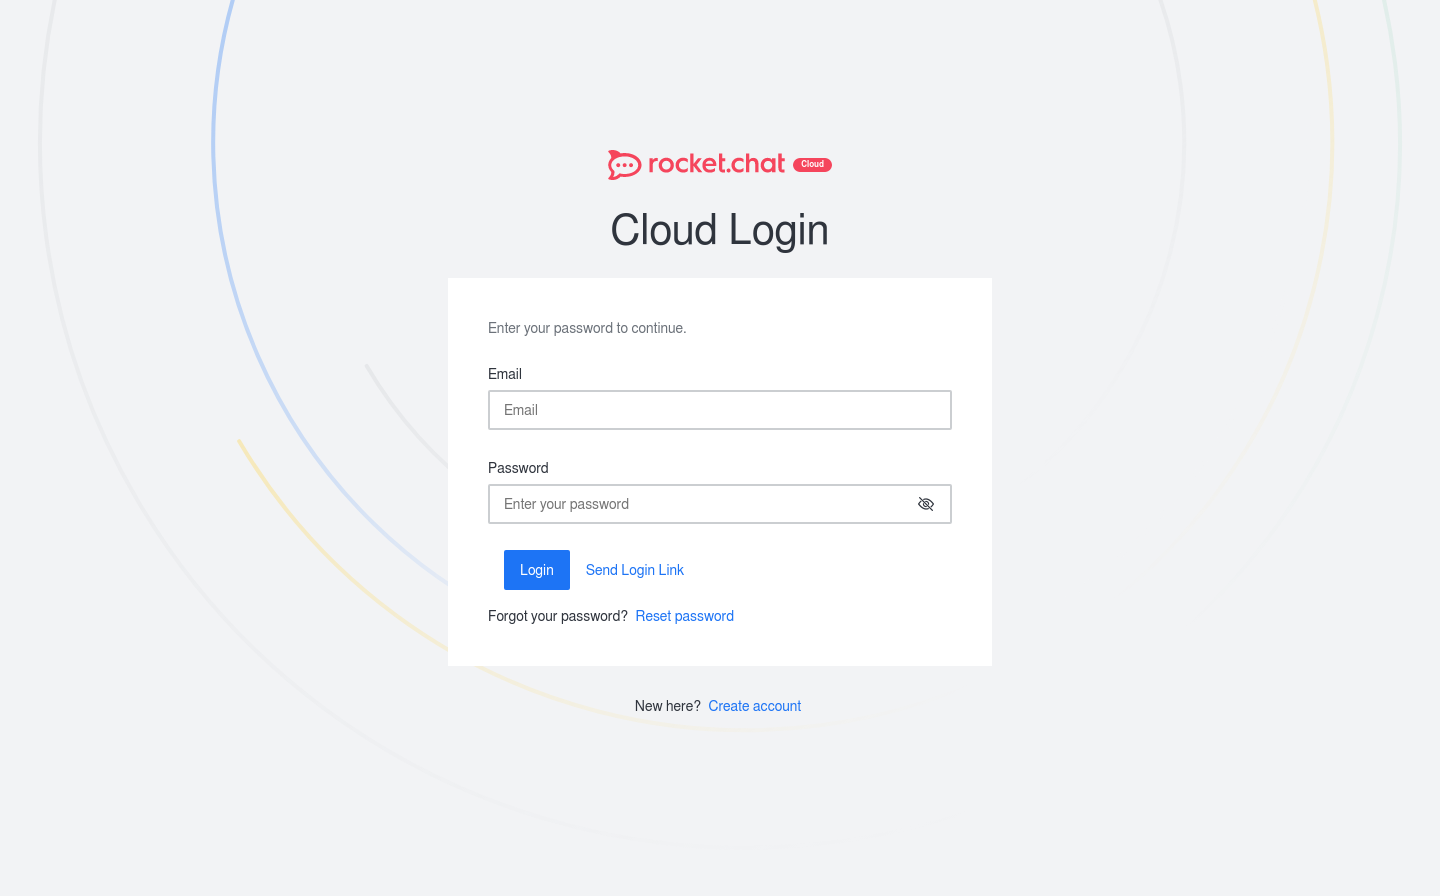 rocket.chat Cloud
Cloud Login
Enter your password to continue.
Email
Email
Password
Enter your password
Login Send Login Link
Forgot your password? Reset password
New here? Create account